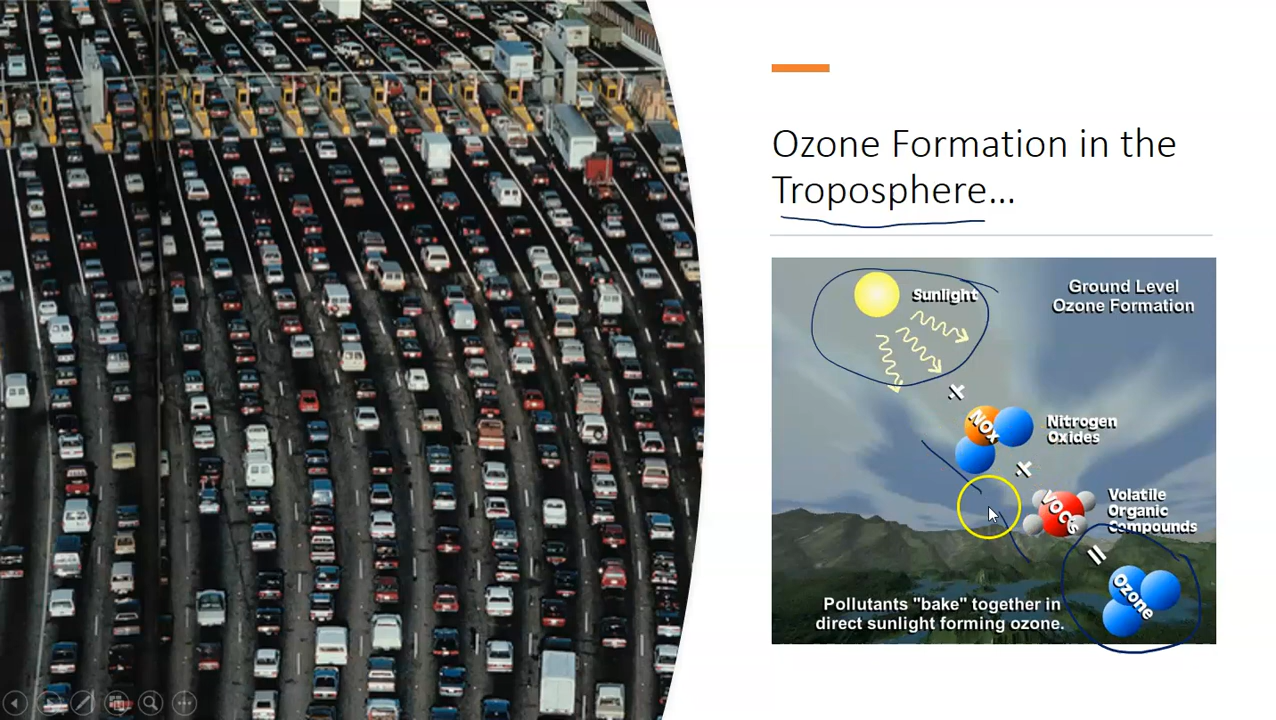 Ozone Formation in the
Troposphere...
Sunlight
Ground Level
Ozone Formation
+
NOx
Nitrogen
Oxides
+
VOCs
Volatile
Organic
Compounds
=
Ozone
Pollutants "bake" together in
direct sunlight forming ozone.